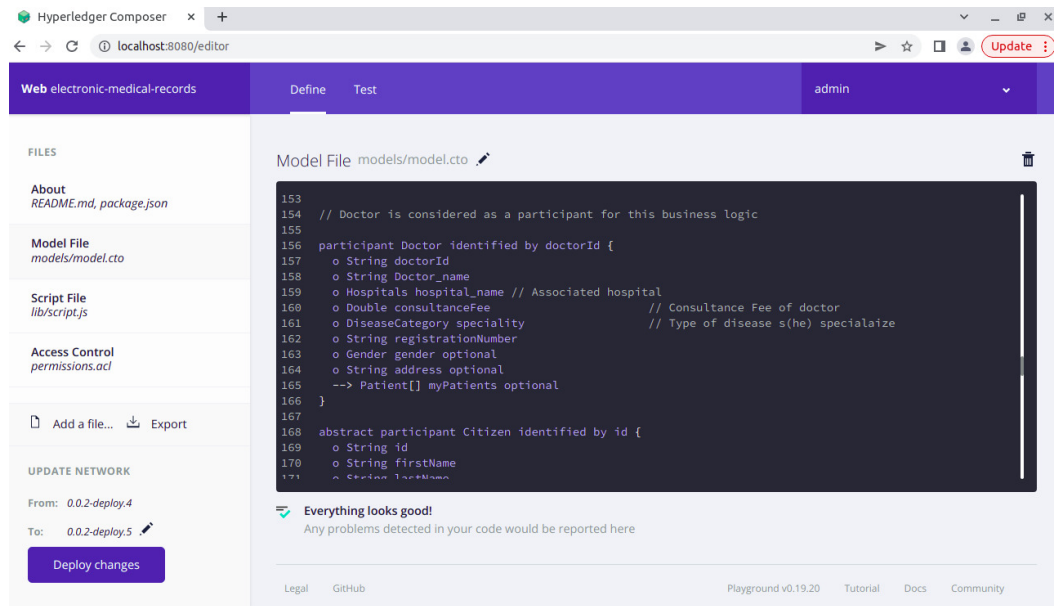 Hyperledger Composer
localhost:8080/editor
Update
Web electronic-medical-records
Define
Test
admin
FILES
About
README.md, package.json
Model File
models/model.cto
Script File
lib/script.js
Access Control
permissions.acl
Add a file...
Export
UPDATE NETWORK
From: 0.0.2-deploy.4
To: 0.0.2-deploy.5
Deploy changes
Model File models/model.cto
153
154 // Doctor is considered as a participant for this business logic
155
156 participant Doctor identified by doctorId {
157 o String doctorId
158 o String Doctor_name
159 o Hospitals hospital_name // Associated hospital
160 o Double consultanceFee // Consultance Fee of doctor
161 o DiseaseCategory speciality // Type of disease s(he) specialaize
162 o String registrationNumber
163 o Gender gender optional
164 o String address optional
165 --> Patient[] myPatients optional
166 }
167
168 abstract participant Citizen identified by id {
169 o String id
170 o String firstName
171 o String lastName
Everything looks good!
Any problems detected in your code would be reported here
Legal GitHub Playground v0.19.20 Tutorial Docs Community